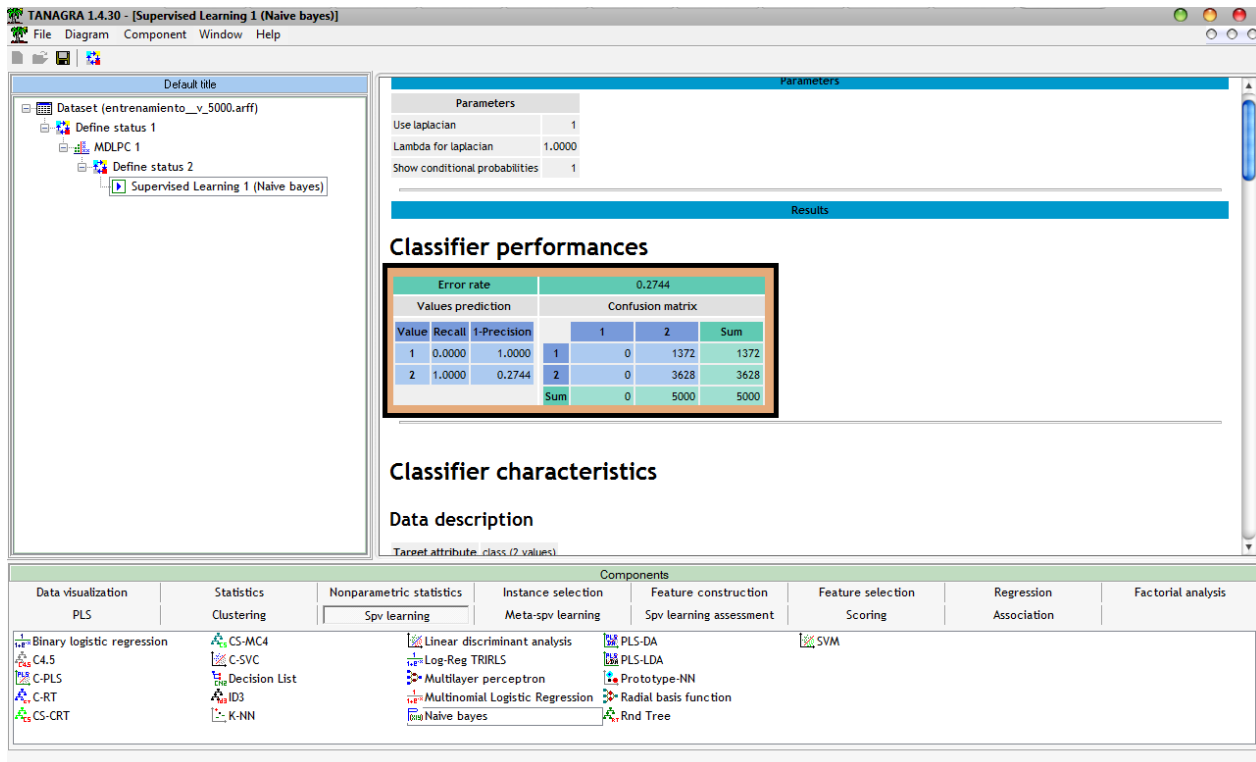 TANAGRA 1.4.30 - [Supervised Learning 1 (Naive bayes)]
File Diagram Component Window Help
Default title
Dataset (entrenamiento__v_5000.arff)
Define status 1
MDLPC 1
Define status 2
Supervised Learning 1 (Naive bayes)
Parameters
Parameters
Use laplacian 1
Lambda for laplacian 1.0000
Show conditional probabilities 1
Results
Classifier performances
Error rate 0.2744
Values prediction Confusion matrix
Value Recall 1-Precision 1 2 Sum
1 0.0000 1.0000 1 0 1372 1372
2 1.0000 0.2744 2 0 3628 3628
Sum 0 5000 5000
Classifier characteristics
Data description
Target attribute class (2 values)
Components
Data visualization Statistics Nonparametric statistics Instance selection Feature construction Feature selection Regression Factorial analysis
PLS Clustering Spv learning Meta-spv learning Spv learning assessment Scoring Association
Binary logistic regression CS-MC4 Linear discriminant analysis PLS-DA SVM
C4.5 C-SVC Log-Reg TRIRLS PLS-LDA
C-PLS Decision List Multilayer perceptron Prototype-NN
C-RT ID3 Multinomial Logistic Regression Radial basis function
CS-CRT K-NN Naive bayes Rnd Tree